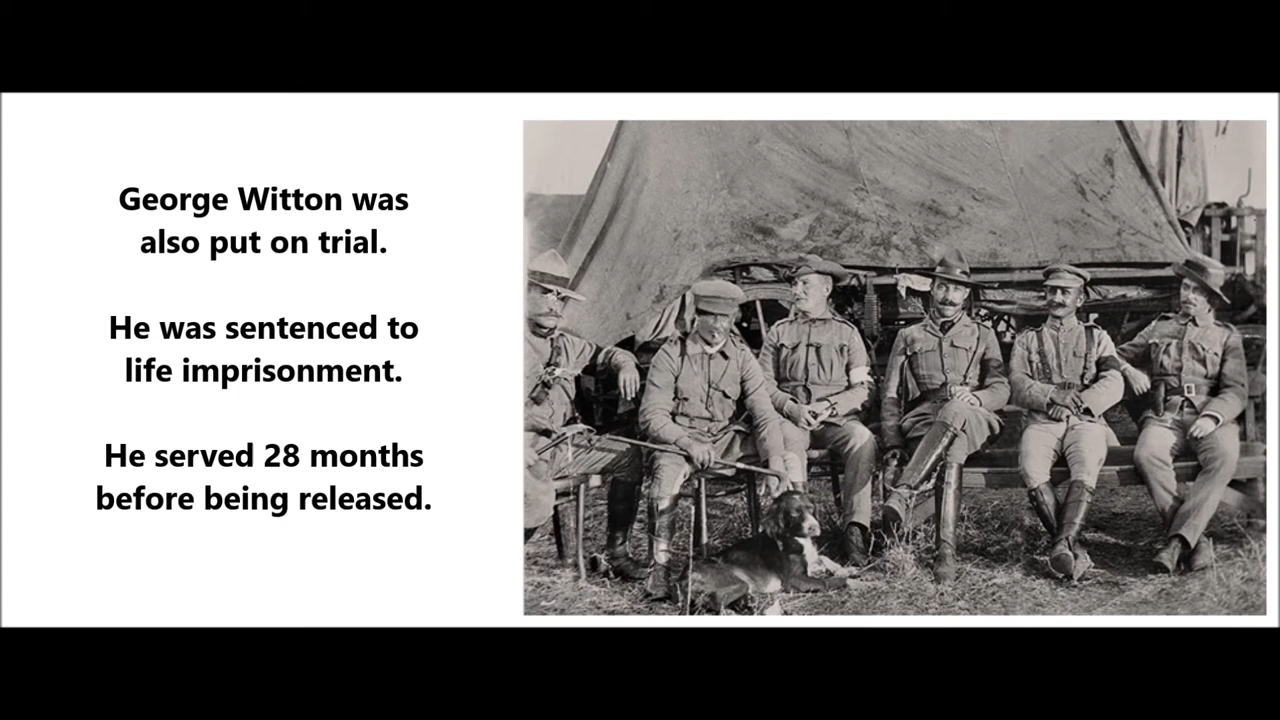 George Witton was
also put on trial.
He was sentenced to
life imprisonment.
He served 28 months
before being released.